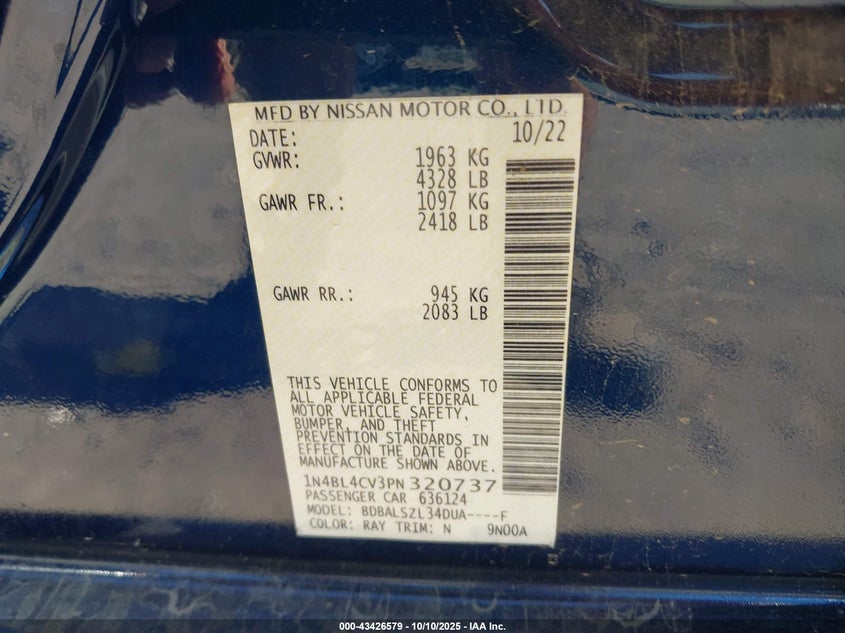 MFD BY NISSAN MOTOR CO., LTD.
DATE: 10/22
GVWR: 1963 KG
4328 LB
GAWR FR.: 1097 KG
2418 LB
GAWR RR.: 945 KG
2083 LB
THIS VEHICLE CONFORMS TO
ALL APPLICABLE FEDERAL
MOTOR VEHICLE SAFETY,
BUMPER, AND THEFT
PREVENTION STANDARDS IN
EFFECT ON THE DATE OF
MANUFACTURE SHOWN ABOVE.
1N4BL4CV3PN320737
PASSENGER CAR 636124
MODEL: BDBALSZL34DUA----F
COLOR: RAY TRIM: N 9N00A
000-43426579 - 10/10/2025 - IAA Inc.